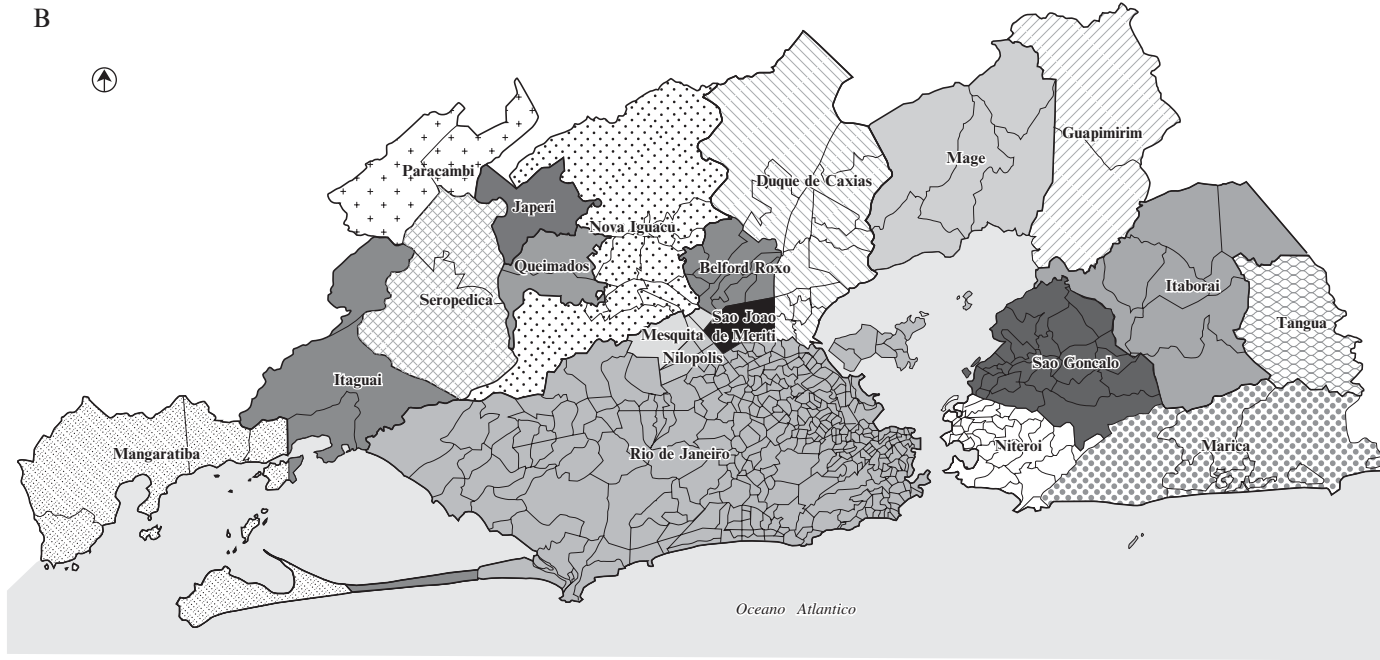 B
Guapimirim
Mage
Paracambi
Duque de Caxias
Japeri
Nova Iguacu
Queimados
Belford Roxo
Seropedica
Itaborai
Sao Joao
de Meriti
Tangua
Mesquita
Nilopolis
Sao Goncalo
Itaguai
Mangaratiba
Rio de Janeiro
Niteroi
Marica
Oceano Atlantico